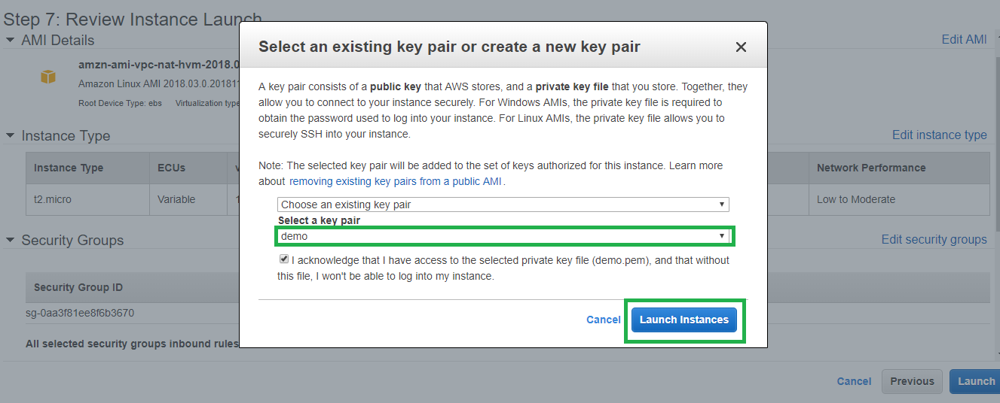 Step 7: Review Instance Launch
AMI Details
Edit AMI
amzn-ami-vpc-nat-hvm-2018.0
Amazon Linux AMI 2018.03.0.20181
Root Device Type: ebs Virtualization type
Instance Type
Edit instance type
Instance Type ECUs Network Performance
t2.micro Variable Low to Moderate
Security Groups
Edit security groups
Security Group ID
sg-0aa3f81ee8f6b3670
All selected security groups inbound rules
Select an existing key pair or create a new key pair
A key pair consists of a public key that AWS stores, and a private key file that you store. Together, they
allow you to connect to your instance securely. For Windows AMIs, the private key file is required to
obtain the password used to log into your instance. For Linux AMIs, the private key file allows you to
securely SSH into your instance.
Note: The selected key pair will be added to the set of keys authorized for this instance. Learn more
about removing existing key pairs from a public AMI .
Choose an existing key pair
Select a key pair
demo
I acknowledge that I have access to the selected private key file (demo.pem), and that without
this file, I won't be able to log into my instance.
Cancel Launch Instances
Cancel Previous Launch